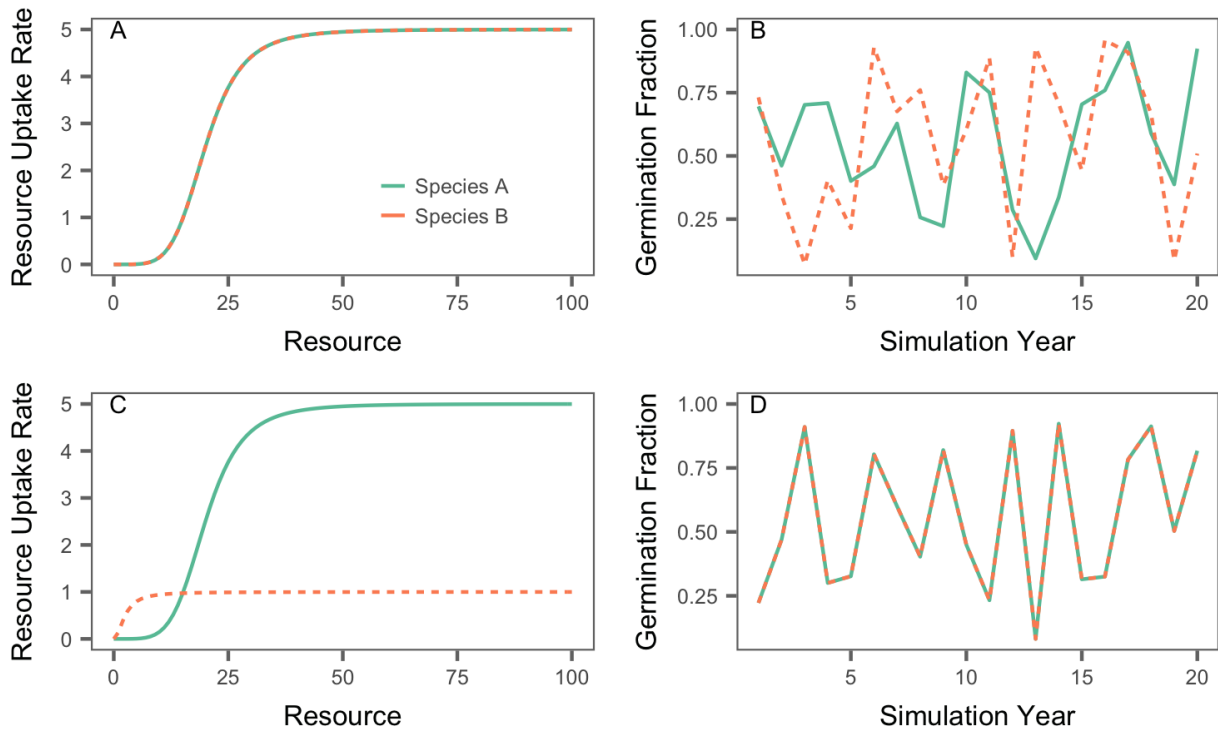 A
Resource Uptake Rate
5
4
3
2
1
0
Species A
Species B
0 25 50 75 100
Resource
B
Germination Fraction
1.00
0.75
0.50
0.25
5 10 15 20
Simulation Year
C
Resource Uptake Rate
5
4
3
2
1
0
0 25 50 75 100
Resource
D
Germination Fraction
1.00
0.75
0.50
0.25
5 10 15 20
Simulation Year